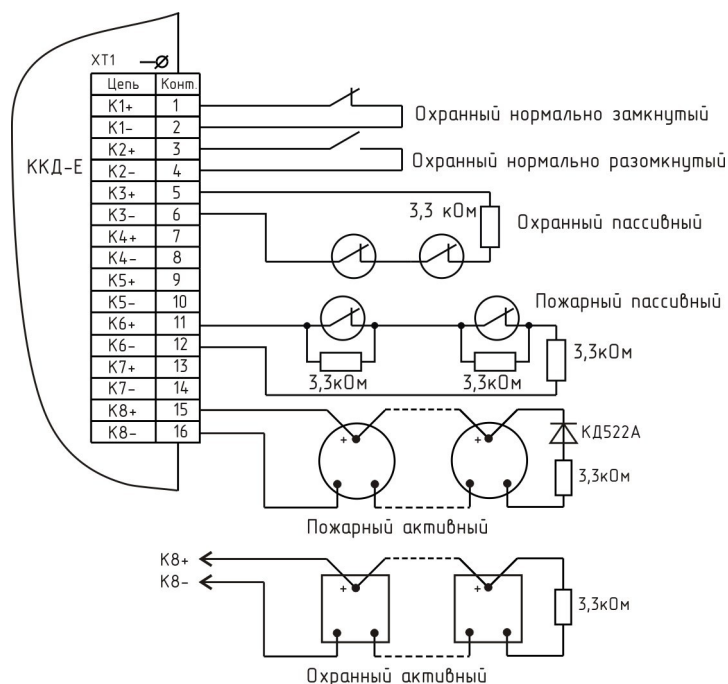 ХТ1
Цепь Конт.
К1+ 1
К1- 2
К2+ 3
К2- 4
К3+ 5
К3- 6
К4+ 7
К4- 8
К5+ 9
К5- 10
К6+ 11
К6- 12
К7+ 13
К7- 14
К8+ 15
К8- 16
ККД-Е
Охранный нормально замкнутый
Охранный нормально разомкнутый
3,3 кОм
Охранный пассивный
Пожарный пассивный
3,3кОм
3,3кОм
3,3кОм
+
+
КД522А
3,3кОм
Пожарный активный
К8+
К8-
+
+
3,3кОм
Охранный активный